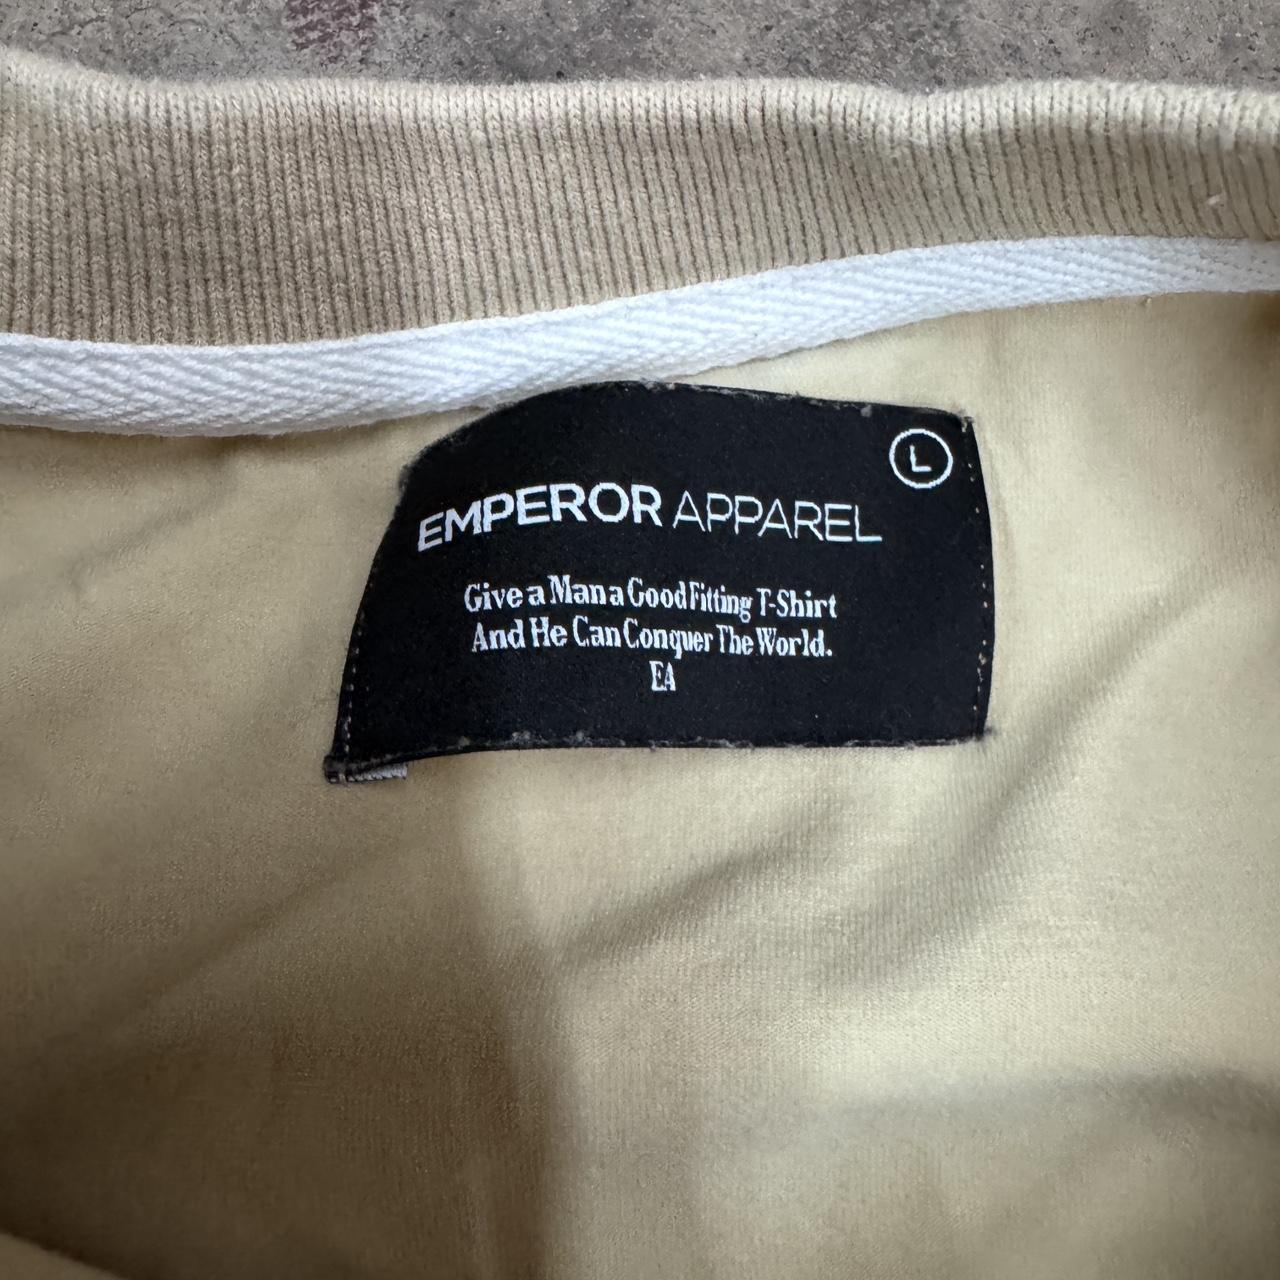 L
EMPEROR APPAREL
Give a Man a Good Fitting T-Shirt
And He Can Conquer The World.
EA